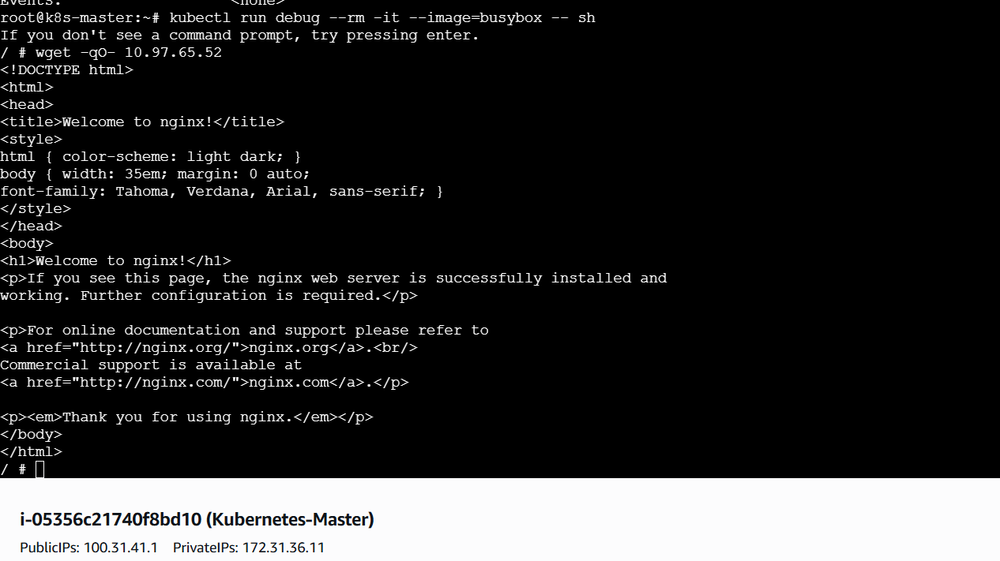 Events: <none>
root@k8s-master:~# kubectl run debug --rm -it --image=busybox -- sh
If you don't see a command prompt, try pressing enter.
/ # wget -qO- 10.97.65.52
<!DOCTYPE html>
<html>
<head>
<title>Welcome to nginx!</title>
<style>
html { color-scheme: light dark; }
body { width: 35em; margin: 0 auto;
font-family: Tahoma, Verdana, Arial, sans-serif; }
</style>
</head>
<body>
<h1>Welcome to nginx!</h1>
<p>If you see this page, the nginx web server is successfully installed and
working. Further configuration is required.</p>

<p>For online documentation and support please refer to
<a href="http://nginx.org/">nginx.org</a>.<br/>
Commercial support is available at
<a href="http://nginx.com/">nginx.com</a>.</p>

<p><em>Thank you for using nginx.</em></p>
</body>
</html>
/ #
i-05356c21740f8bd10 (Kubernetes-Master)
PublicIPs: 100.31.41.1 PrivateIPs: 172.31.36.11